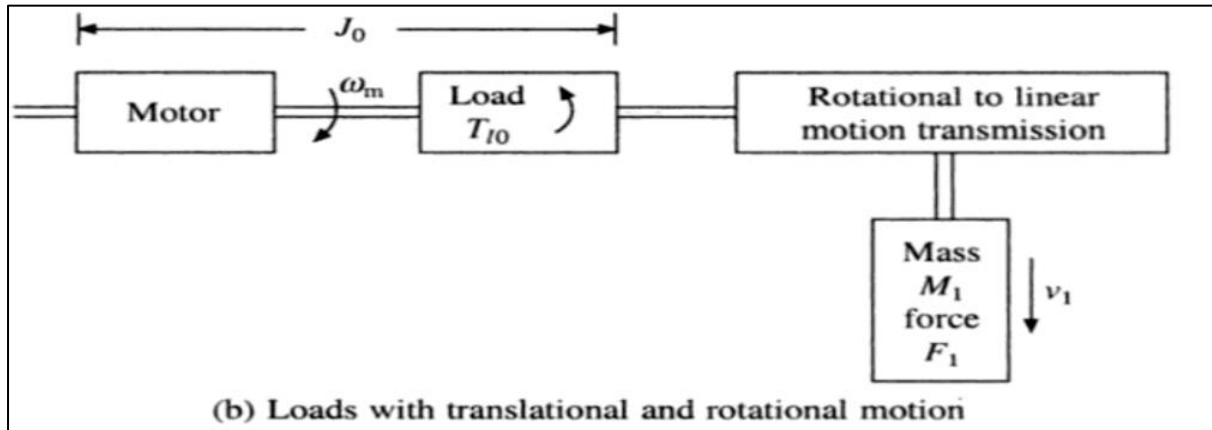 J₀
Motor
ωₘ
Load
Tₗ₀
Rotational to linear
motion transmission
Mass
M₁
force
F₁
v₁
(b) Loads with translational and rotational motion